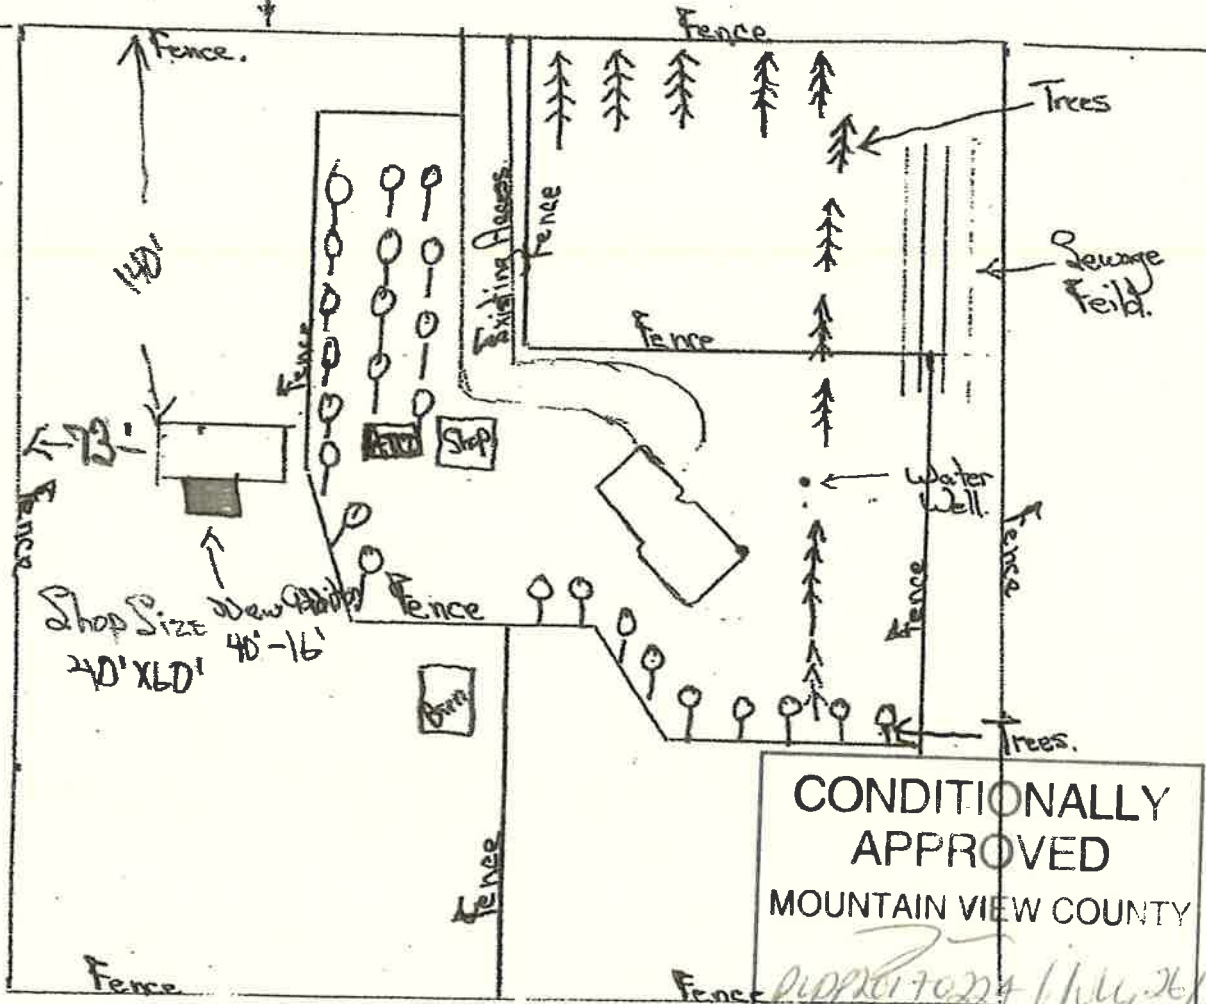 Fence.
Fence
Trees
140'
Existing Access.
Fence
Sewage
Feild.
Fence
Fence
73'
Shop
Water
Well.
Fence
Fence
Fence
Fence
Shop Size
40'X60'
New Addition
40'-16'
Barn
Trees.
CONDITIONALLY
APPROVED
MOUNTAIN VIEW COUNTY
Fence
Fence
Fence